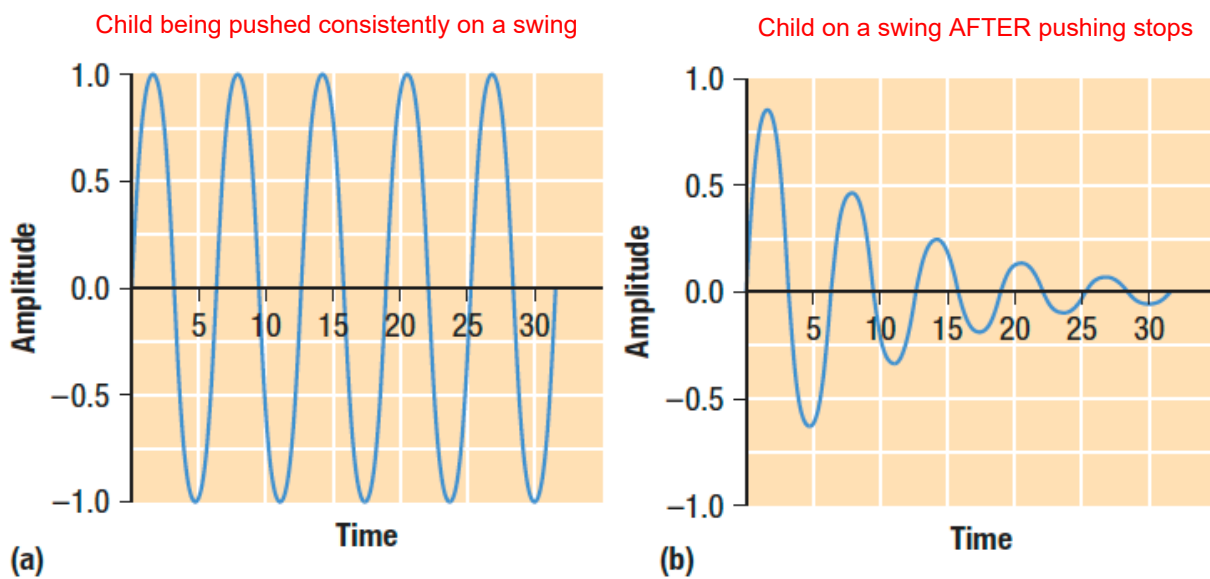 Child being pushed consistently on a swing
1.0
0.5
0.0
−0.5
−1.0
Amplitude
5 10 15 20 25 30
Time
(a)
Child on a swing AFTER pushing stops
1.0
0.5
0.0
−0.5
−1.0
Amplitude
5 10 15 20 25 30
Time
(b)